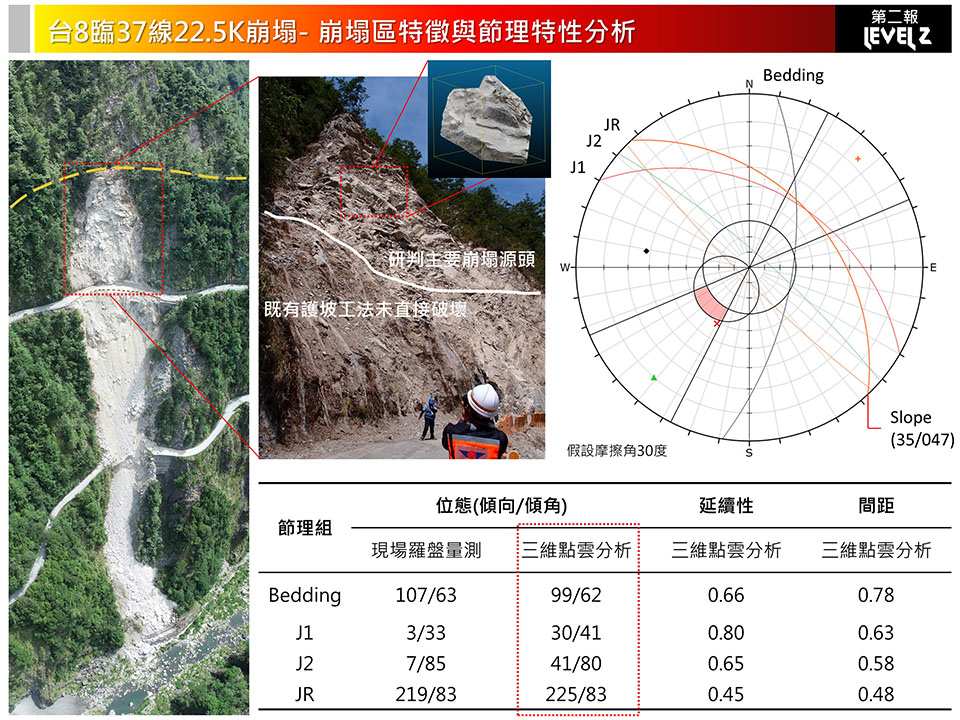 台8臨37線22.5K崩塌- 崩塌區特徵與節理特性分析
第二報
LEVEL 2
研判主要崩塌源頭
既有護坡工法未直接破壞
Bedding
N
JR
J2
J1
W
E
S
Slope
(35/047)
假設摩擦角30度
節理組 位態(傾向/傾角) 延續性 間距
現場羅盤量測 三維點雲分析 三維點雲分析 三維點雲分析
Bedding 107/63 99/62 0.66 0.78
J1 3/33 30/41 0.80 0.63
J2 7/85 41/80 0.65 0.58
JR 219/83 225/83 0.45 0.48